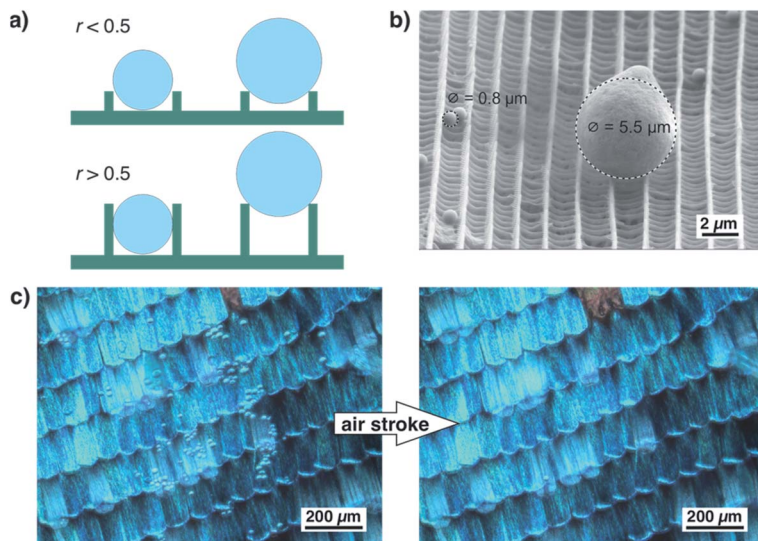 a)
r < 0.5
r > 0.5
b)
ø = 0.8 µm
ø = 5.5 µm
2 µm
c)
air stroke
200 µm
200 µm